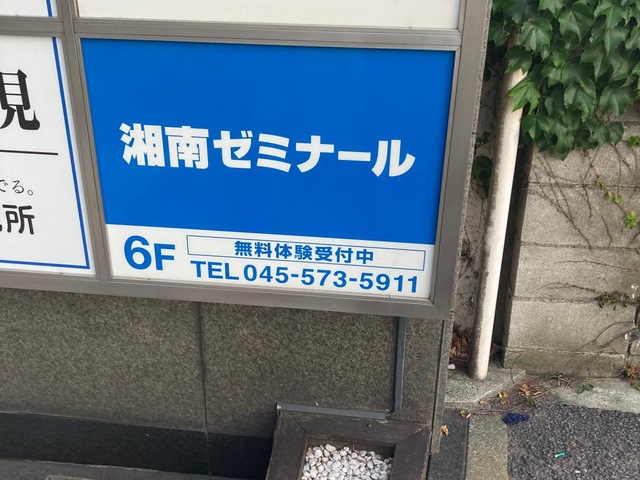 湘南ゼミナール
6F
無料体験受付中
TEL 045-573-5911
見
でる。
所